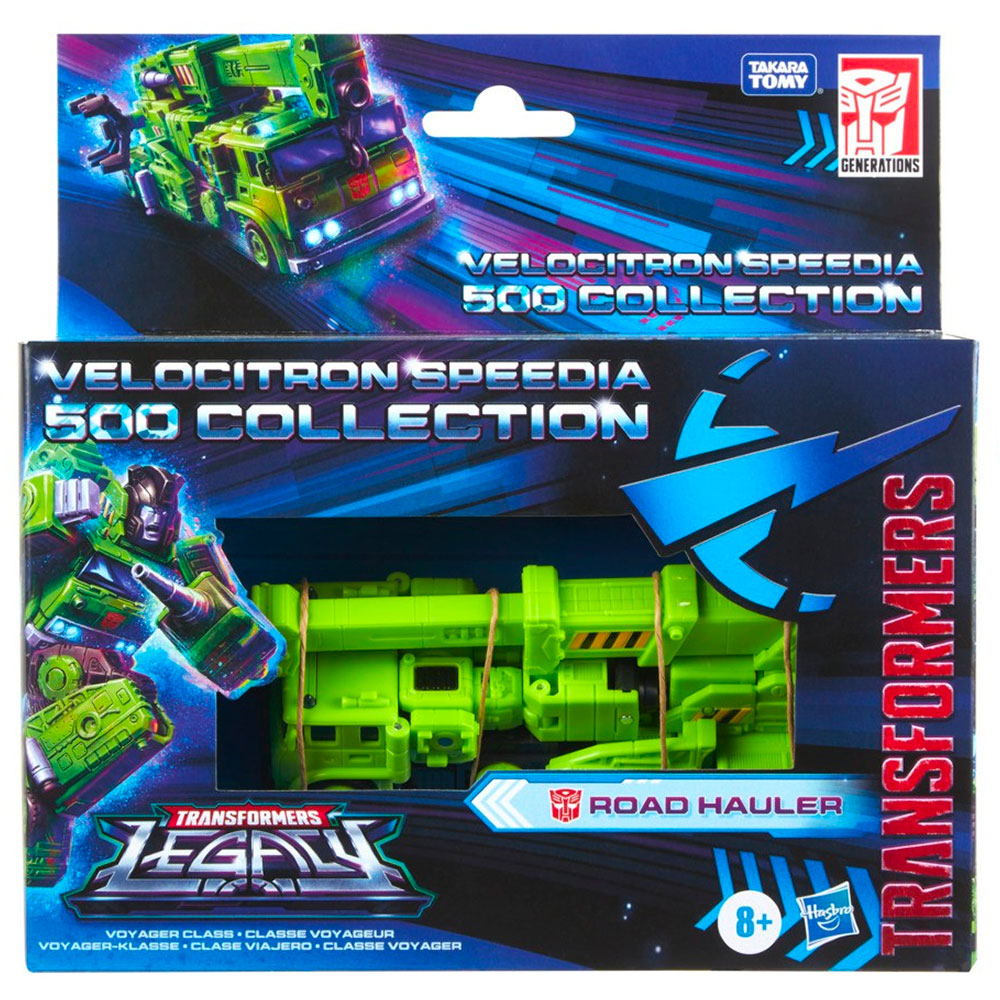 TAKARA
TOMY
GENERATIONS
VELOCITRON SPEEDIA
500 COLLECTION
VELOCITRON SPEEDIA
500 COLLECTION
TRANSFORMERS
ROAD HAULER
TRANSFORMERS
LEGACY
8+
Hasbro
VOYAGER CLASS • CLASSE VOYAGEUR
VOYAGER-KLASSE • CLASE VIAJERO • CLASSE VOYAGER